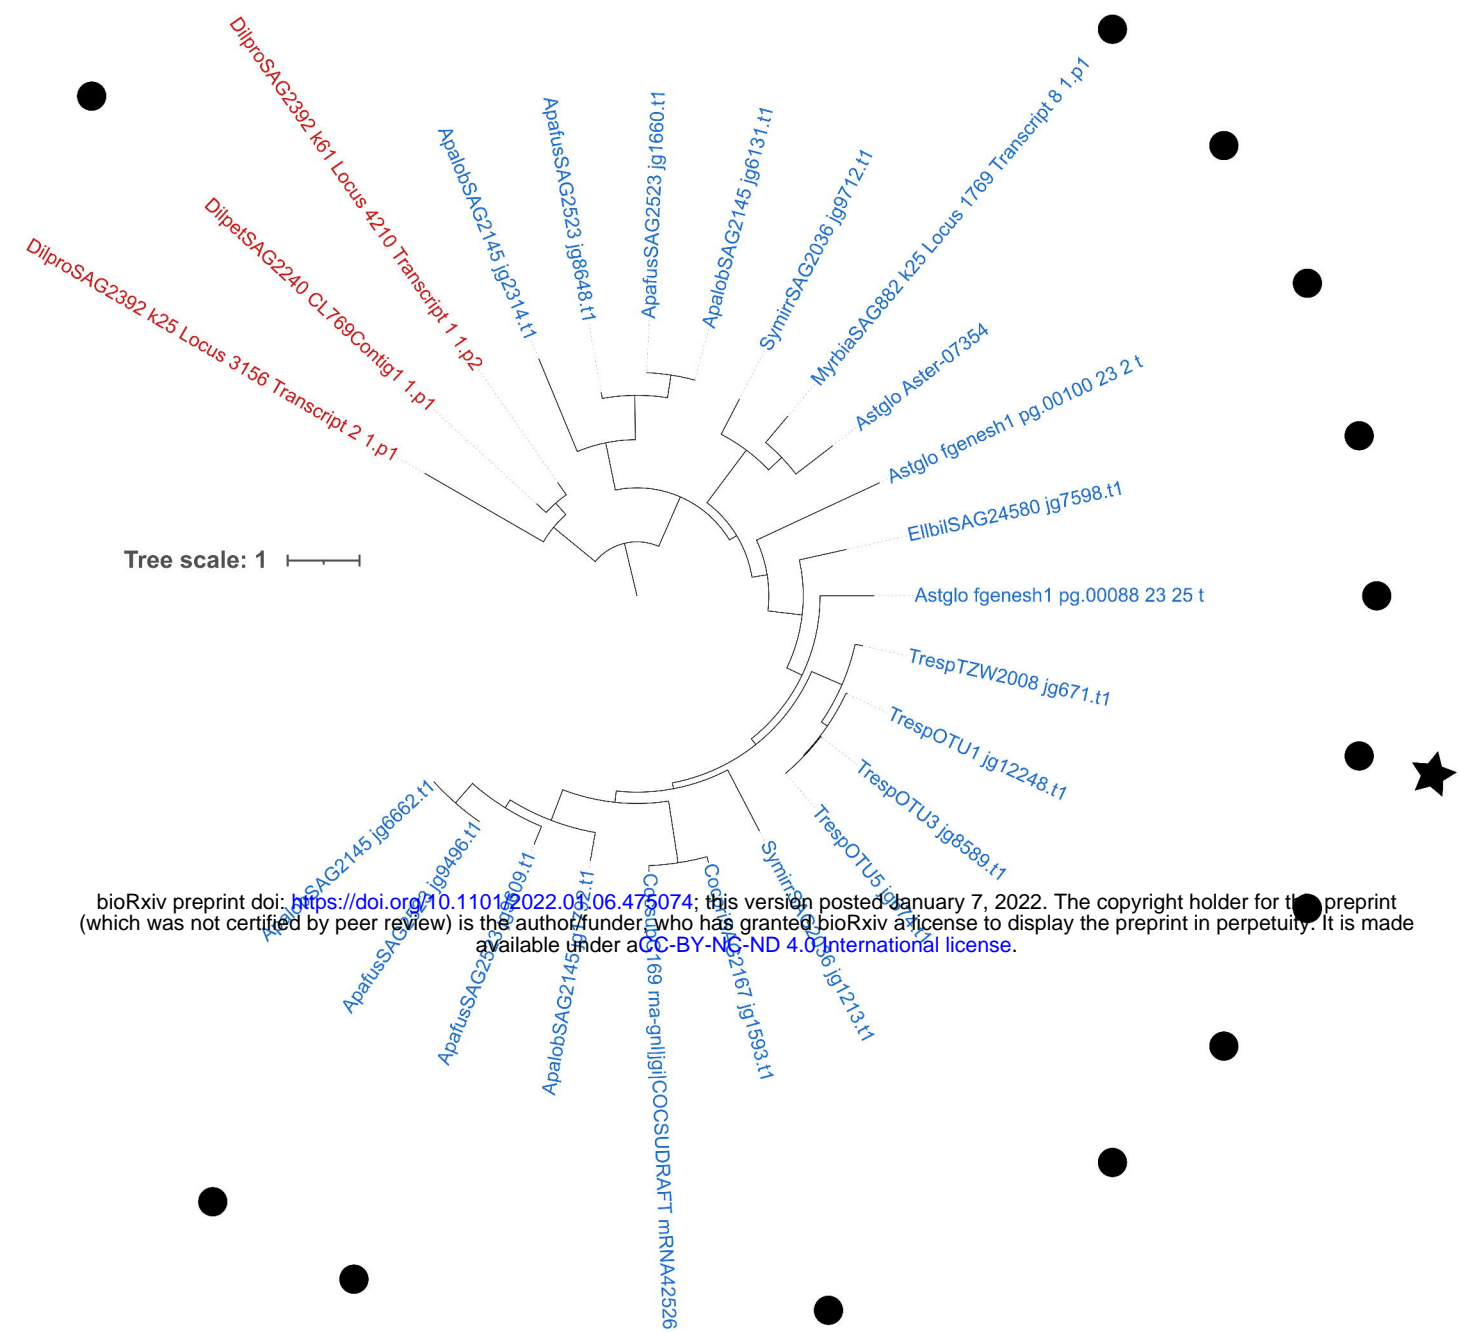 DilproSAG2392 k61 Locus 4210 Transcript 1 1.p2
DilpetSAG2240 CL769Contig1 1.p1
DilproSAG2392 k25 Locus 3156 Transcript 2 1.p1
ApalobSAG2145 jg2314.t1
ApafusSAG2523 jg8648.t1
ApafusSAG2523 jg1660.t1
ApalobSAG2145 jg6131.t1
SymirrSAG2036 jg9712.t1
MyrbiaSAG882 k25 Locus 1769 Transcript 8 1.p1
Astglo Aster-07354
Astglo fgenesh1 pg.00100 23 2 t
EllbilSAG24580 jg7598.t1
Astglo fgenesh1 pg.00088 23 25 t
TrespTZW2008 jg671.t1
TrespOTU1 jg12248.t1
TrespOTU3 jg8589.t1
TrespOTU5
SymirrSAG2036 jg1213.t1
jg1593.t1
rna-gnl|jgi|COCSUDRAFT mRNA42526
ApalobSAG2145
ApafusSAG2523
ApafusSAG2523 jg9496.t1
ApalobSAG2145 jg6662.t1
Tree scale: 1
bioRxiv preprint doi: https://doi.org/10.1101/2022.01.06.475074; this version posted January 7, 2022. The copyright holder for this preprint
(which was not certified by peer review) is the author/funder, who has granted bioRxiv a license to display the preprint in perpetuity. It is made
available under aCC-BY-NC-ND 4.0 International license.